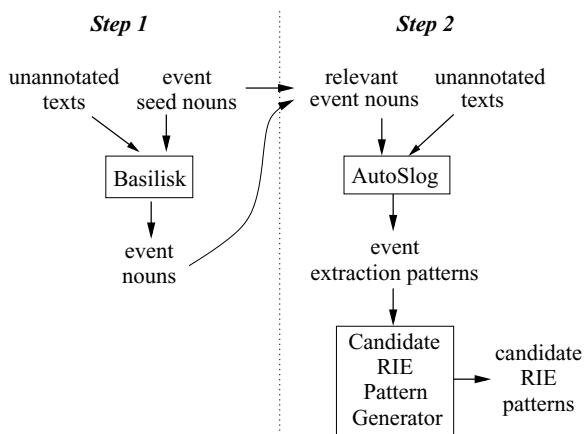 Step 1
unannotated
texts
event
seed nouns
Basilisk
event
nouns
Step 2
relevant
event nouns
unannotated
texts
AutoSlog
event
extraction patterns
Candidate
RIE
Pattern
Generator
candidate
RIE
patterns